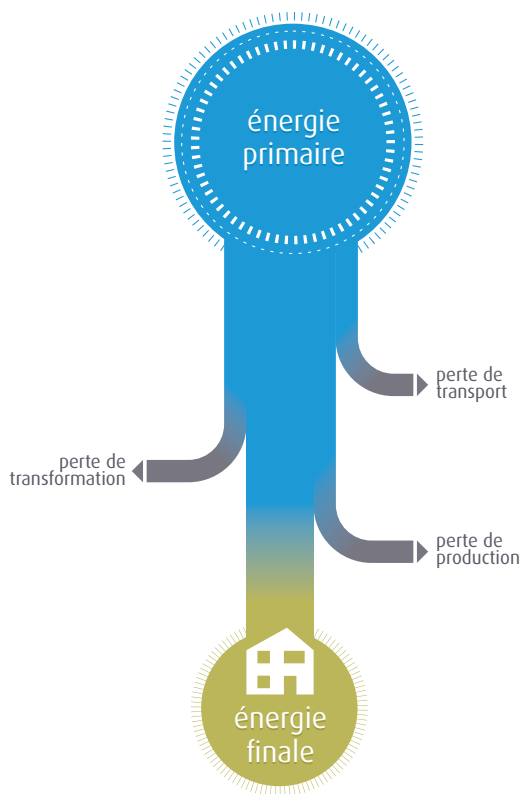 énergie
primaire
perte de
transport
perte de
transformation
perte de
production
énergie
finale